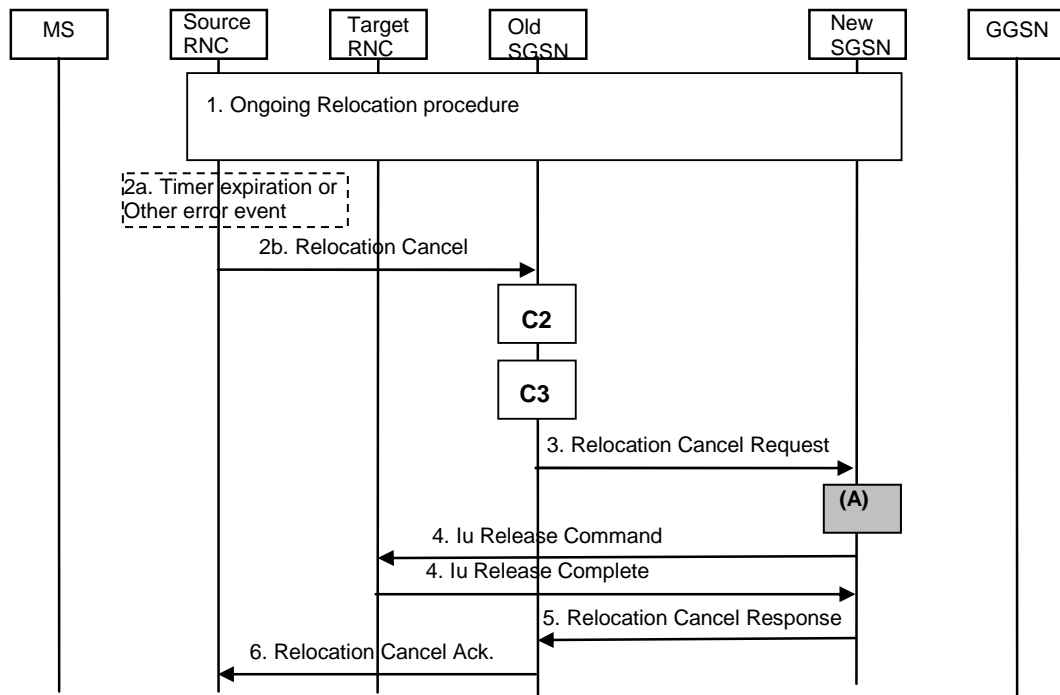 MS
Source
RNC
Target
RNC
Old
SGSN
New
SGSN
GGSN
1. Ongoing Relocation procedure
2a. Timer expiration or
Other error event
2b. Relocation Cancel
C2
C3
3. Relocation Cancel Request
(A)
4. Iu Release Command
4. Iu Release Complete
5. Relocation Cancel Response
6. Relocation Cancel Ack.